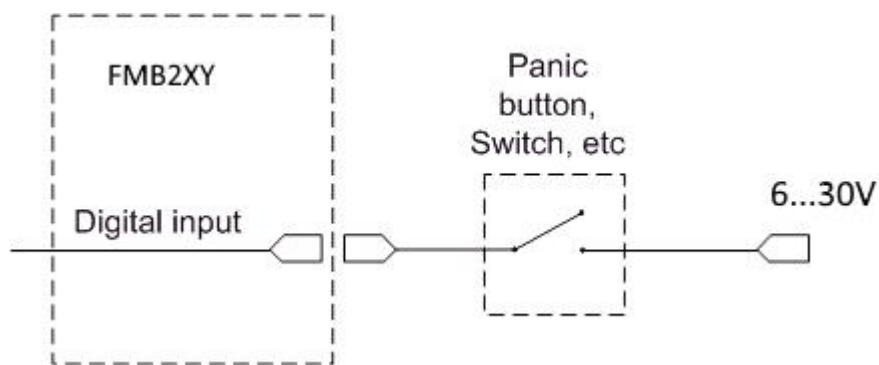 FMB2XY
Panic
button,
Switch, etc
6...30V
Digital input